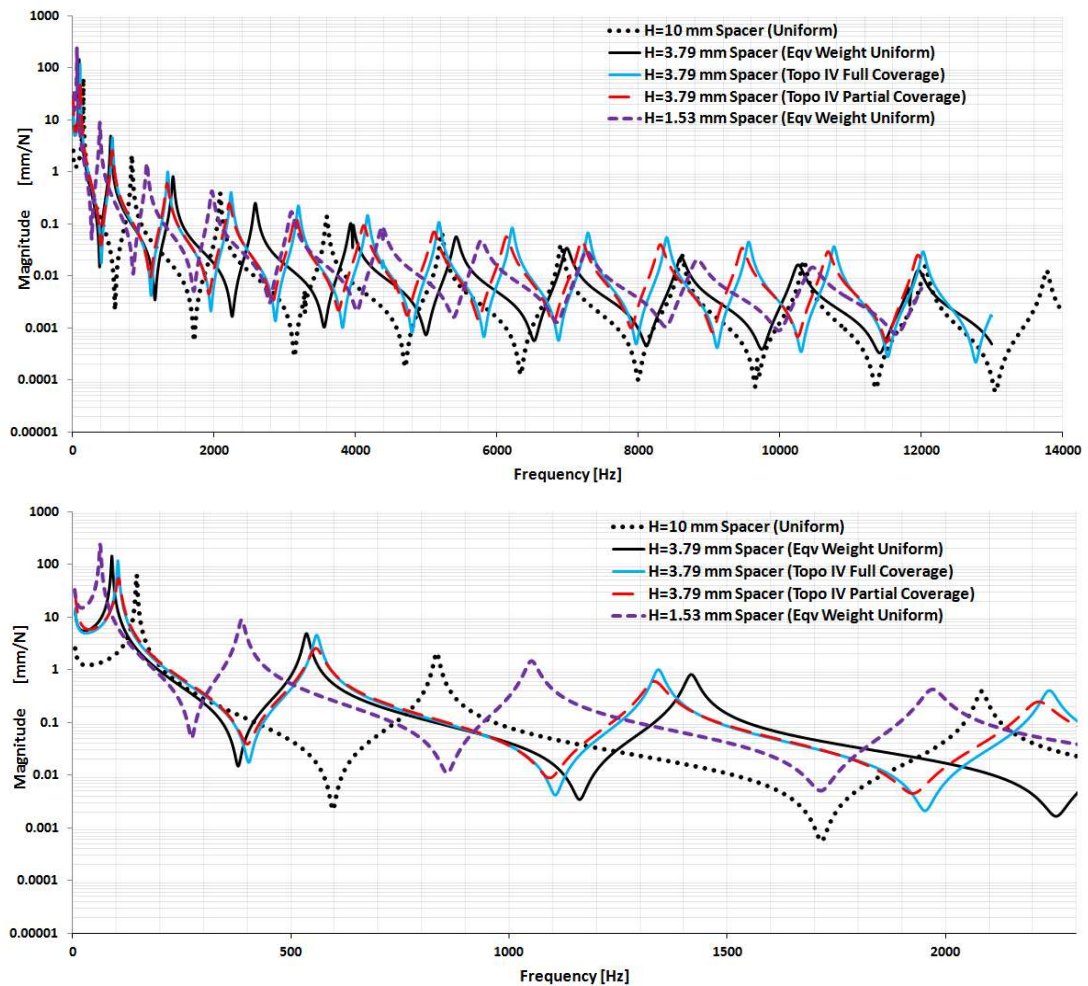 1000
100
10
1
0.1
0.01
0.001
0.0001
0.00001
Magnitude [mm/N]
H=10 mm Spacer (Uniform)
H=3.79 mm Spacer (Eqv Weight Uniform)
H=3.79 mm Spacer (Topo IV Full Coverage)
H=3.79 mm Spacer (Topo IV Partial Coverage)
H=1.53 mm Spacer (Eqv Weight Uniform)
0 2000 4000 6000 8000 10000 12000 14000
Frequency [Hz]
1000
100
10
1
0.1
0.01
0.001
0.0001
0.00001
Magnitude [mm/N]
H=10 mm Spacer (Uniform)
H=3.79 mm Spacer (Eqv Weight Uniform)
H=3.79 mm Spacer (Topo IV Full Coverage)
H=3.79 mm Spacer (Topo IV Partial Coverage)
H=1.53 mm Spacer (Eqv Weight Uniform)
0 500 1000 1500 2000
Frequency [Hz]